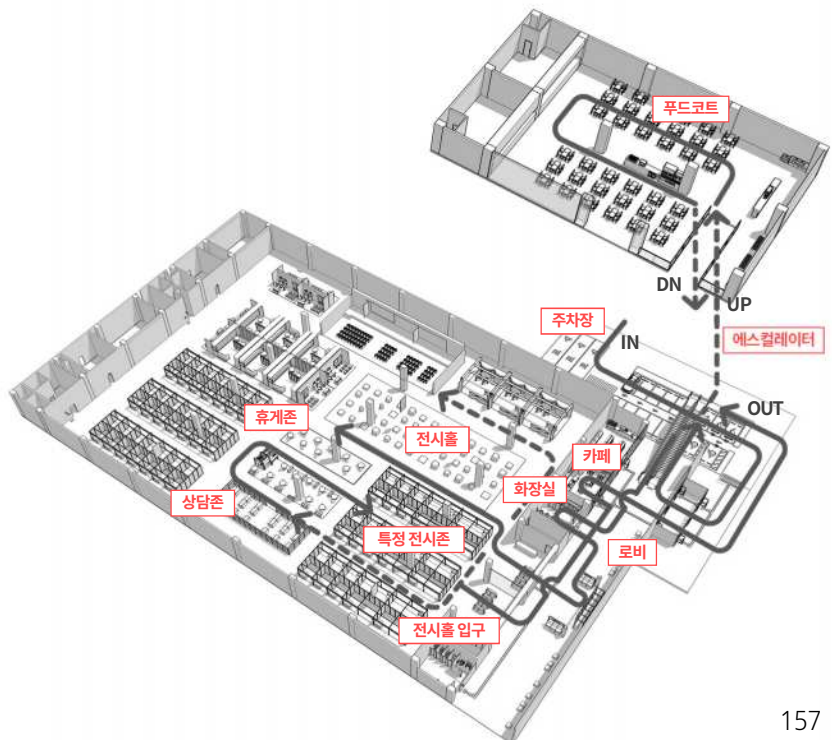 푸드코트
DN
UP
주차장
IN
에스컬레이터
OUT
휴게존
전시홀
카페
화장실
상담존
특정 전시존
로비
전시홀 입구
157